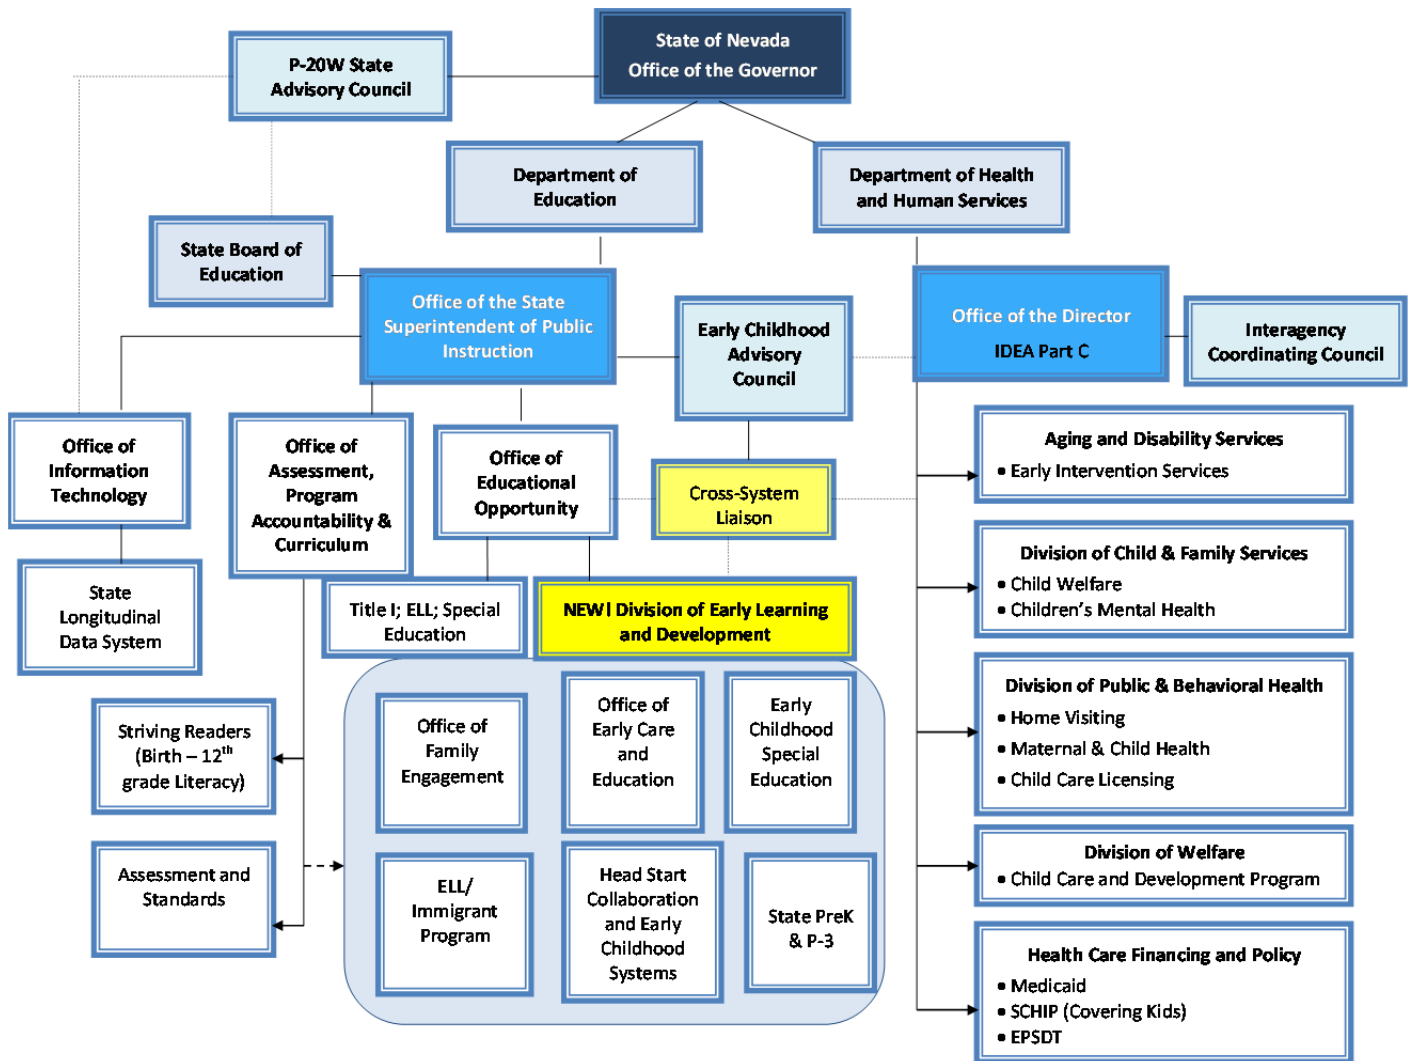 State of Nevada
Office of the Governor
P-20W State
Advisory Council
Department of
Education
Department of Health
and Human Services
State Board of
Education
Office of the State
Superintendent of Public
Instruction
Early Childhood
Advisory
Council
Office of the Director
IDEA Part C
Interagency
Coordinating Council
Office of
Information
Technology
Office of
Assessment,
Program
Accountability &
Curriculum
Office of
Educational
Opportunity
Cross-System
Liaison
Aging and Disability Services
• Early Intervention Services
State
Longitudinal
Data System
Title I; ELL; Special
Education
NEW! Division of Early Learning
and Development
Division of Child & Family Services
• Child Welfare
• Children's Mental Health
Striving Readers
(Birth – 12th
grade Literacy)
Office of
Family
Engagement
Office of
Early Care
and
Education
Early
Childhood
Special
Education
Division of Public & Behavioral Health
• Home Visiting
• Maternal & Child Health
• Child Care Licensing
Assessment and
Standards
ELL/
Immigrant
Program
Head Start
Collaboration
and Early
Childhood
Systems
State PreK
& P-3
Division of Welfare
• Child Care and Development Program
Health Care Financing and Policy
• Medicaid
• SCHIP (Covering Kids)
• EPSDT